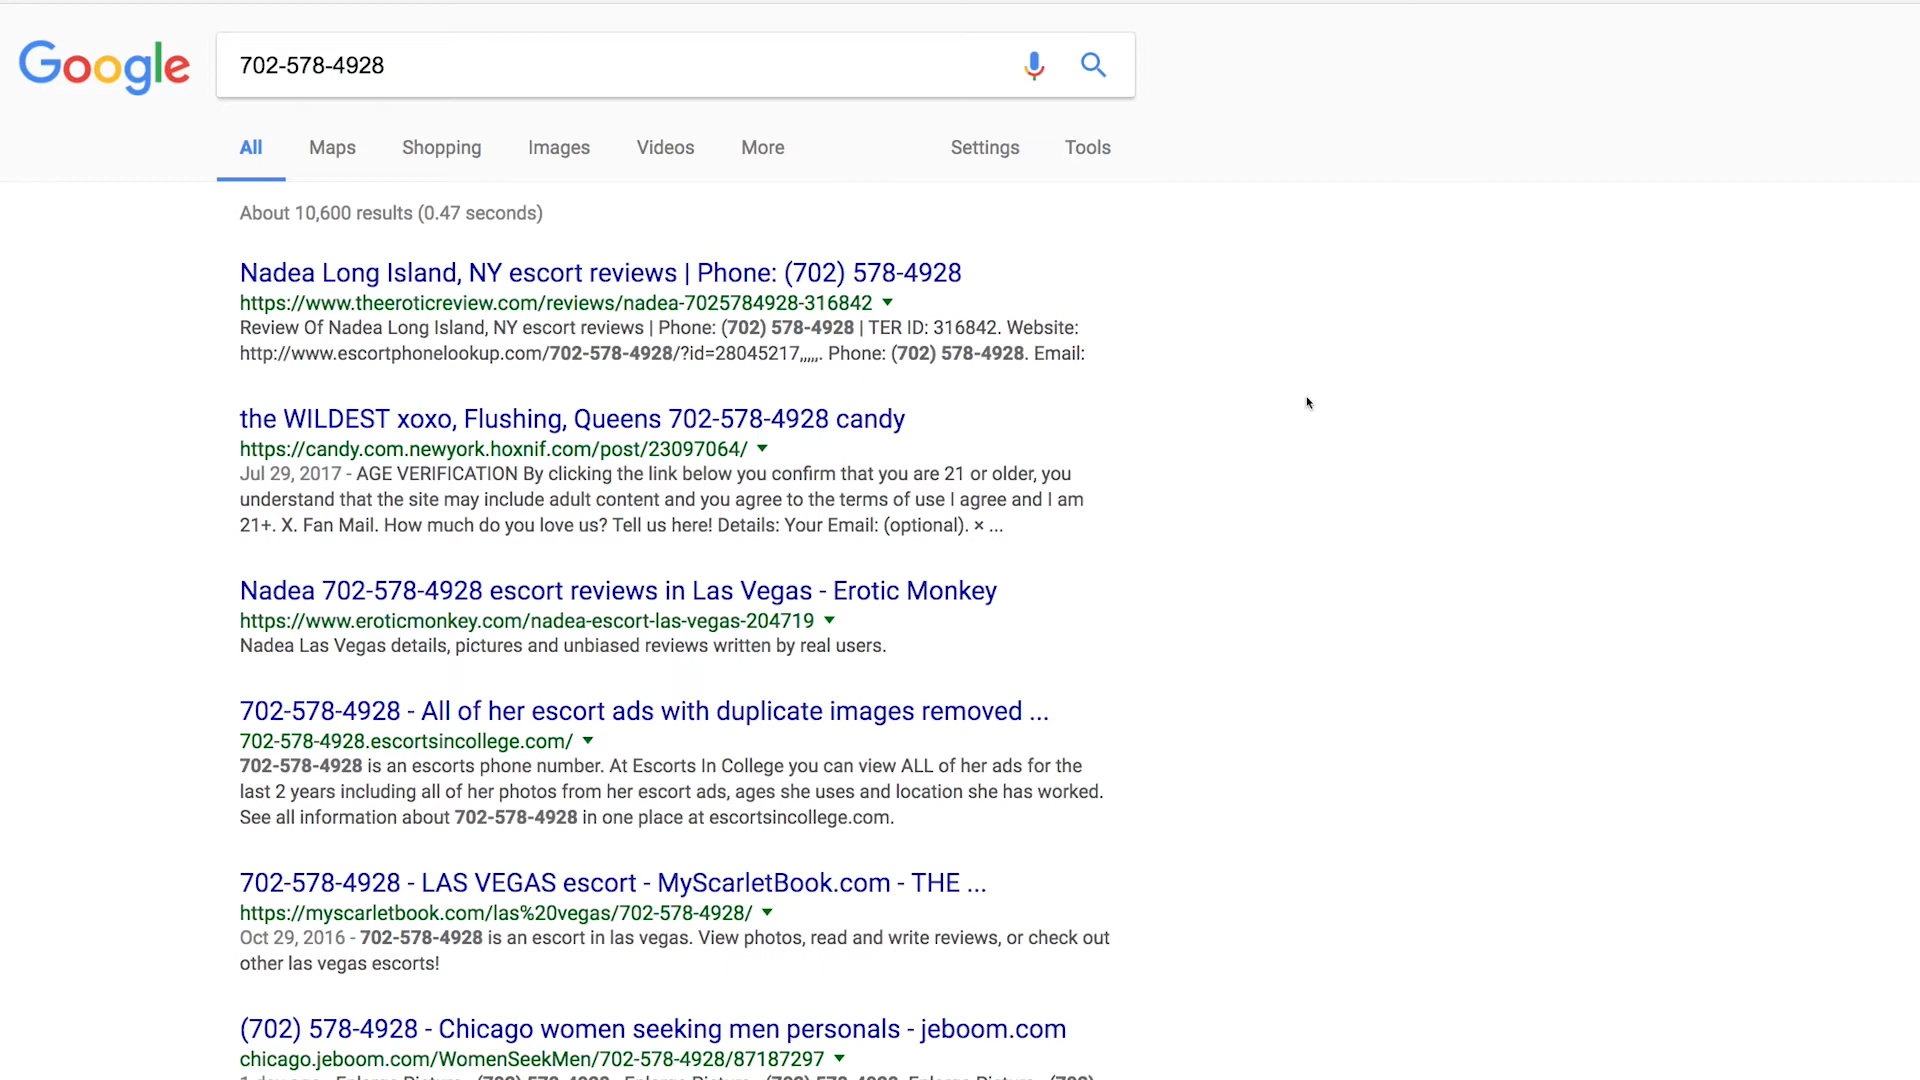 Google
702-578-4928
All Maps Shopping Images Videos More Settings Tools
About 10,600 results (0.47 seconds)
Nadea Long Island, NY escort reviews | Phone: (702) 578-4928
https://www.theeroticreview.com/reviews/nadea-7025784928-316842
Review Of Nadea Long Island, NY escort reviews | Phone: (702) 578-4928 | TER ID: 316842. Website:
http://www.escortphonelookup.com/702-578-4928/?id=28045217,,,,,. Phone: (702) 578-4928. Email:
the WILDEST xoxo, Flushing, Queens 702-578-4928 candy
https://candy.com.newyork.hoxnif.com/post/23097064/
Jul 29, 2017 - AGE VERIFICATION By clicking the link below you confirm that you are 21 or older, you
understand that the site may include adult content and you agree to the terms of use I agree and I am
21+. X. Fan Mail. How much do you love us? Tell us here! Details: Your Email: (optional). × ...
Nadea 702-578-4928 escort reviews in Las Vegas - Erotic Monkey
https://www.eroticmonkey.com/nadea-escort-las-vegas-204719
Nadea Las Vegas details, pictures and unbiased reviews written by real users.
702-578-4928 - All of her escort ads with duplicate images removed ...
702-578-4928.escortsincollege.com/
702-578-4928 is an escorts phone number. At Escorts In College you can view ALL of her ads for the
last 2 years including all of her photos from her escort ads, ages she uses and location she has worked.
See all information about 702-578-4928 in one place at escortsincollege.com.
702-578-4928 - LAS VEGAS escort - MyScarletBook.com - THE ...
https://myscarletbook.com/las%20vegas/702-578-4928/
Oct 29, 2016 - 702-578-4928 is an escort in las vegas. View photos, read and write reviews, or check out
other las vegas escorts!
(702) 578-4928 - Chicago women seeking men personals - jeboom.com
chicago.jeboom.com/WomenSeekMen/702-578-4928/87187297